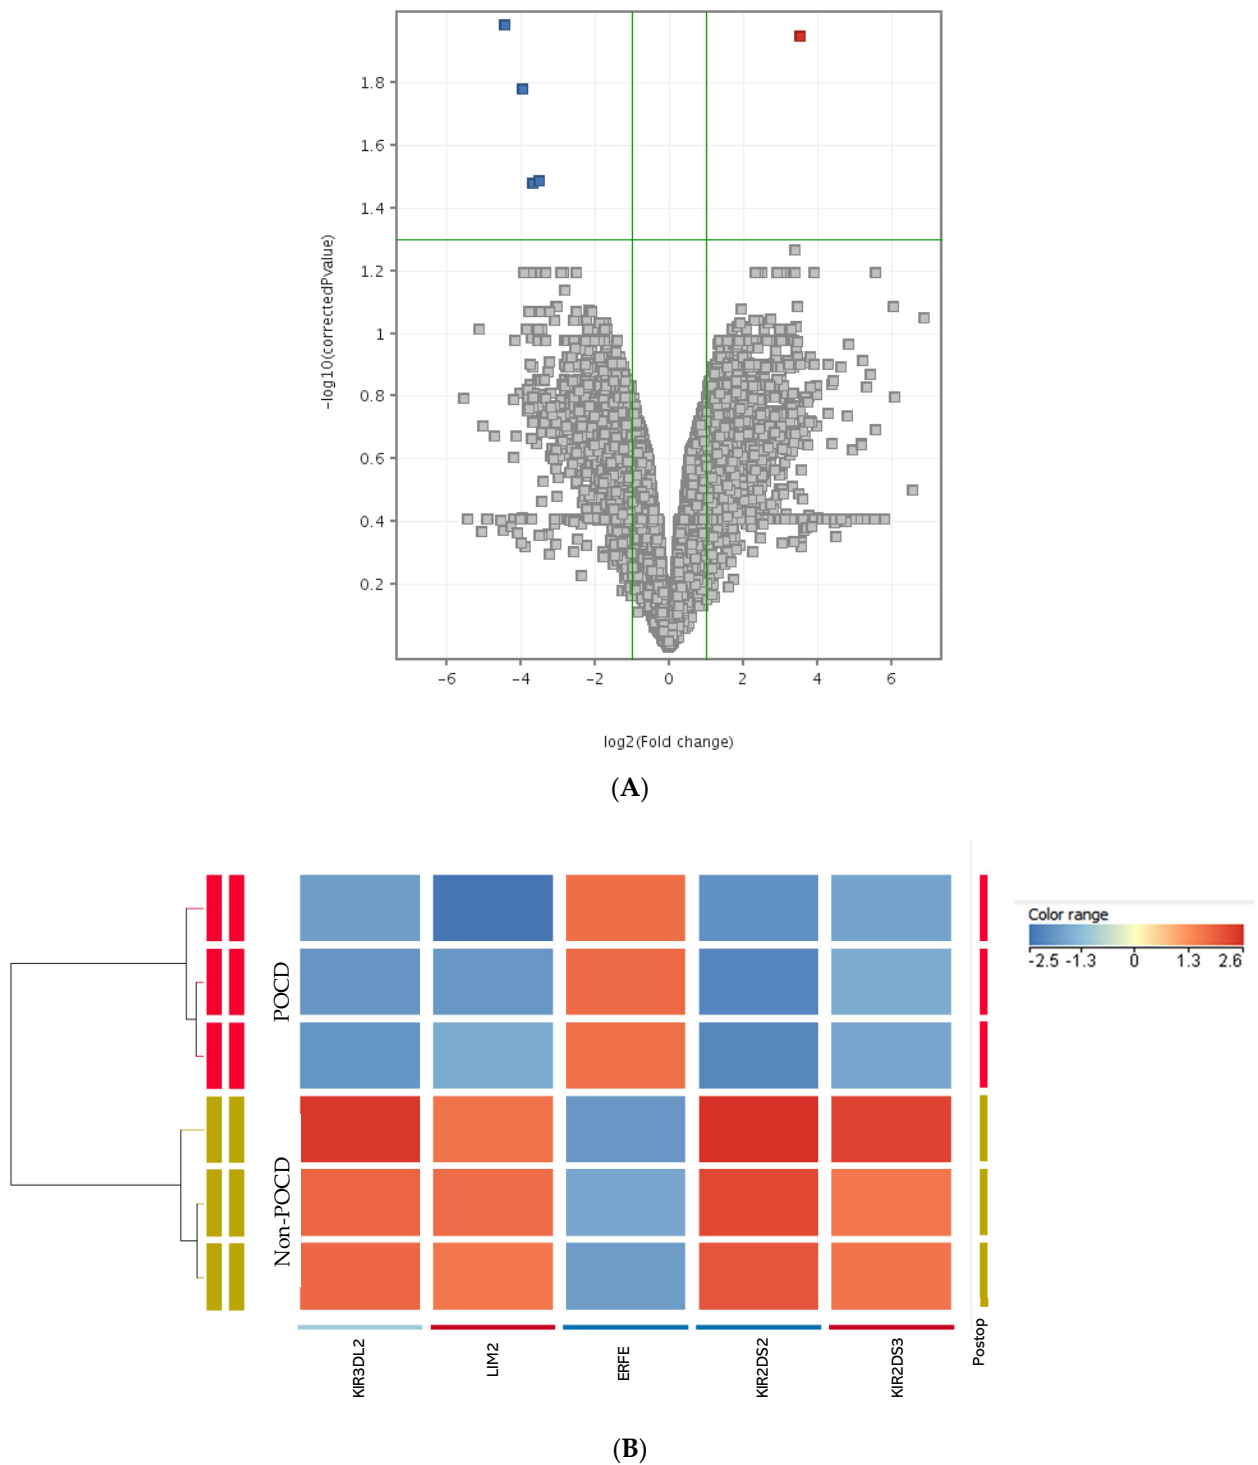 1.8
1.6
1.4
1.2
1
0.8
0.6
0.4
0.2
-log10(correctedPvalue)
-6 -4 -2 0 2 4 6
log2(Fold change)
(A)
POCD
Non-POCD
Color range
-2.5 -1.3 0 1.3 2.6
KIR3DL2
LIM2
ERFE
KIR2DS2
KIR2DS3
Postop
(B)